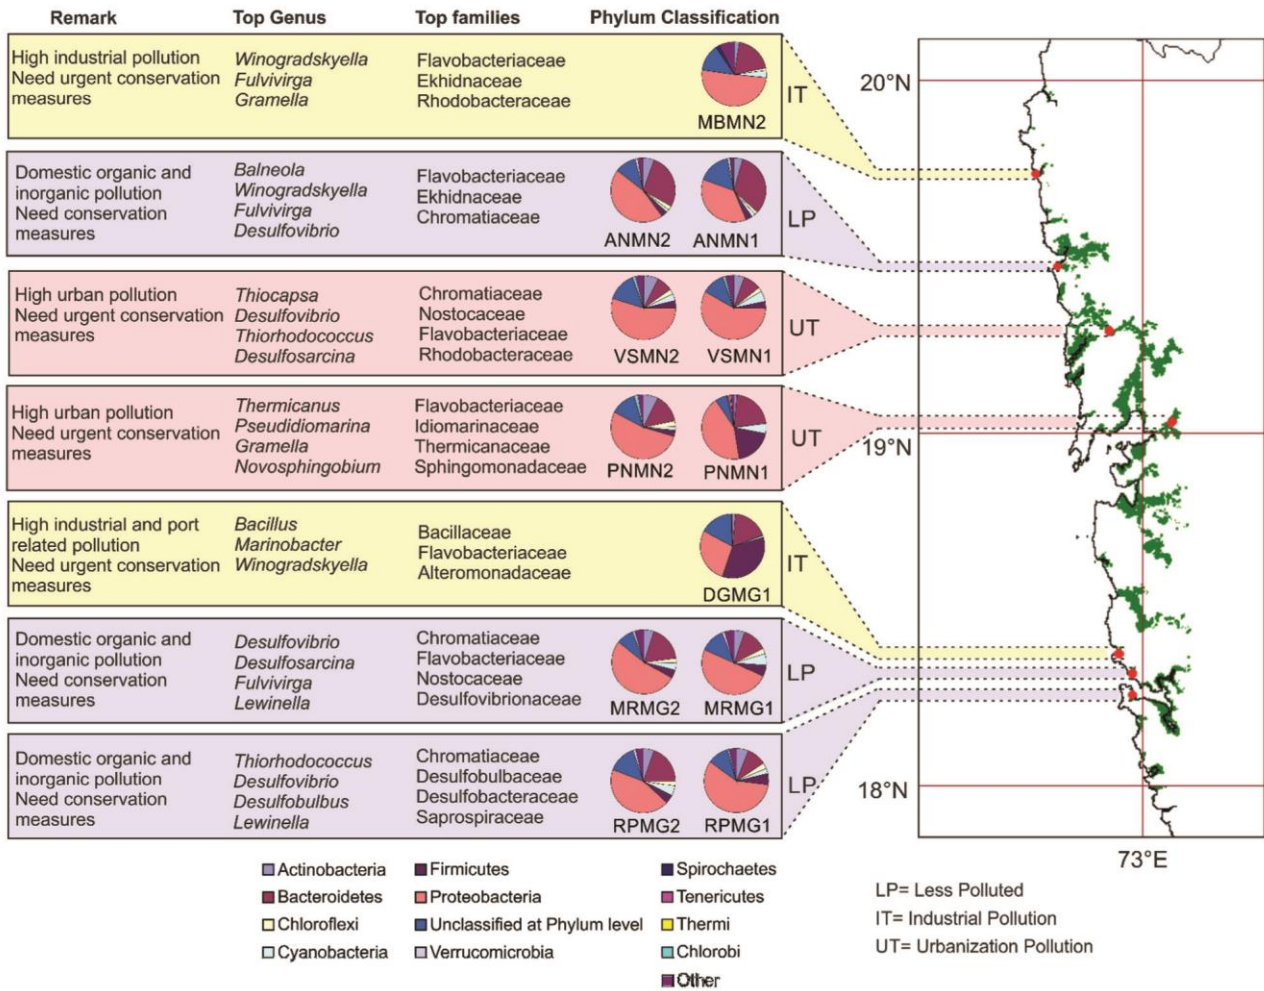 Remark Top Genus Top families Phylum Classification
High industrial pollution
Need urgent conservation
measures
Winogradskyella
Fulvivirga
Gramella
Flavobacteriaceae
Ekhidnaceae
Rhodobacteraceae
MBMN2
IT
Domestic organic and
inorganic pollution
Need conservation
measures
Balneola
Winogradskyella
Fulvivirga
Desulfovibrio
Flavobacteriaceae
Ekhidnaceae
Chromatiaceae
ANMN2 ANMN1
LP
High urban pollution
Need urgent conservation
measures
Thiocapsa
Desulfovibrio
Thiorhodococcus
Desulfosarcina
Chromatiaceae
Nostocaceae
Flavobacteriaceae
Rhodobacteraceae
VSMN2 VSMN1
UT
High urban pollution
Need urgent conservation
measures
Thermicanus
Pseudidiomarina
Gramella
Novosphingobium
Flavobacteriaceae
Idiomarinaceae
Thermicanaceae
Sphingomonadaceae
PNMN2 PNMN1
UT
High industrial and port
related pollution
Need urgent conservation
measures
Bacillus
Marinobacter
Winogradskyella
Bacillaceae
Flavobacteriaceae
Alteromonadaceae
DGMG1
IT
Domestic organic and
inorganic pollution
Need conservation
measures
Desulfovibrio
Desulfosarcina
Fulvivirga
Lewinella
Chromatiaceae
Flavobacteriaceae
Nostocaceae
Desulfovibrionaceae
MRMG2 MRMG1
LP
Domestic organic and
inorganic pollution
Need conservation
measures
Thiorhodococcus
Desulfovibrio
Desulfobulbus
Lewinella
Chromatiaceae
Desulfobulbaceae
Desulfobacteraceae
Saprospiraceae
RPMG2 RPMG1
LP
20°N
19°N
18°N
73°E
Actinobacteria
Bacteroidetes
Chloroflexi
Cyanobacteria
Firmicutes
Proteobacteria
Unclassified at Phylum level
Verrucomicrobia
Spirochaetes
Tenericutes
Thermi
Chlorobi
Other
LP= Less Polluted
IT= Industrial Pollution
UT= Urbanization Pollution